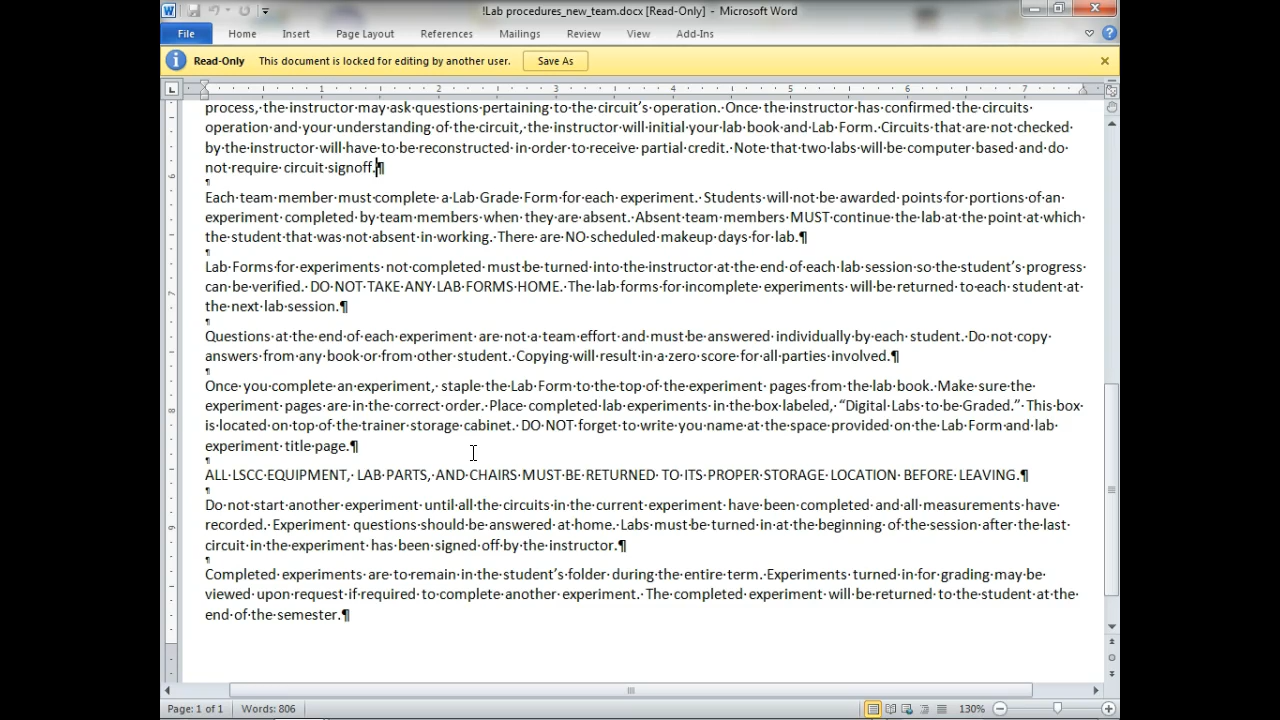 !Lab procedures_new_team.docx [Read-Only] - Microsoft Word
File Home Insert Page Layout References Mailings Review View Add-Ins
Read-Only This document is locked for editing by another user. Save As
1 2 3 4 5 6 7
process, the instructor may ask questions pertaining to the circuit's operation. Once the instructor has confirmed the circuits
operation and your understanding of the circuit, the instructor will initial your lab book and Lab Form. Circuits that are not checked
by the instructor will have to be reconstructed in order to receive partial credit. Note that two labs will be computer based and do
not require circuit signoff.¶
¶
Each team member must complete a Lab Grade Form for each experiment. Students will not be awarded points for portions of an
experiment completed by team members when they are absent. Absent team members MUST continue the lab at the point at which
the student that was not absent in working. There are NO scheduled makeup days for lab.¶
¶
Lab Forms for experiments not completed must be turned into the instructor at the end of each lab session so the student's progress
can be verified. DO NOT TAKE ANY LAB FORMS HOME. The lab forms for incomplete experiments will be returned to each student at
the next lab session.¶
¶
Questions at the end of each experiment are not a team effort and must be answered individually by each student. Do not copy
answers from any book or from other student. Copying will result in a zero score for all parties involved.¶
¶
Once you complete an experiment, staple the Lab Form to the top of the experiment pages from the lab book. Make sure the
experiment pages are in the correct order. Place completed lab experiments in the box labeled, “Digital Labs to be Graded.” This box
is located on top of the trainer storage cabinet. DO NOT forget to write you name at the space provided on the Lab Form and lab
experiment title page.¶
¶
ALL LSCC EQUIPMENT, LAB PARTS, AND CHAIRS MUST BE RETURNED TO ITS PROPER STORAGE LOCATION BEFORE LEAVING.¶
¶
Do not start another experiment until all the circuits in the current experiment have been completed and all measurements have
recorded. Experiment questions should be answered at home. Labs must be turned in at the beginning of the session after the last
circuit in the experiment has been signed off by the instructor.¶
¶
Completed experiments are to remain in the student's folder during the entire term. Experiments turned in for grading may be
viewed upon request if required to complete another experiment. The completed experiment will be returned to the student at the
end of the semester.¶
Page: 1 of 1 Words: 806 130%